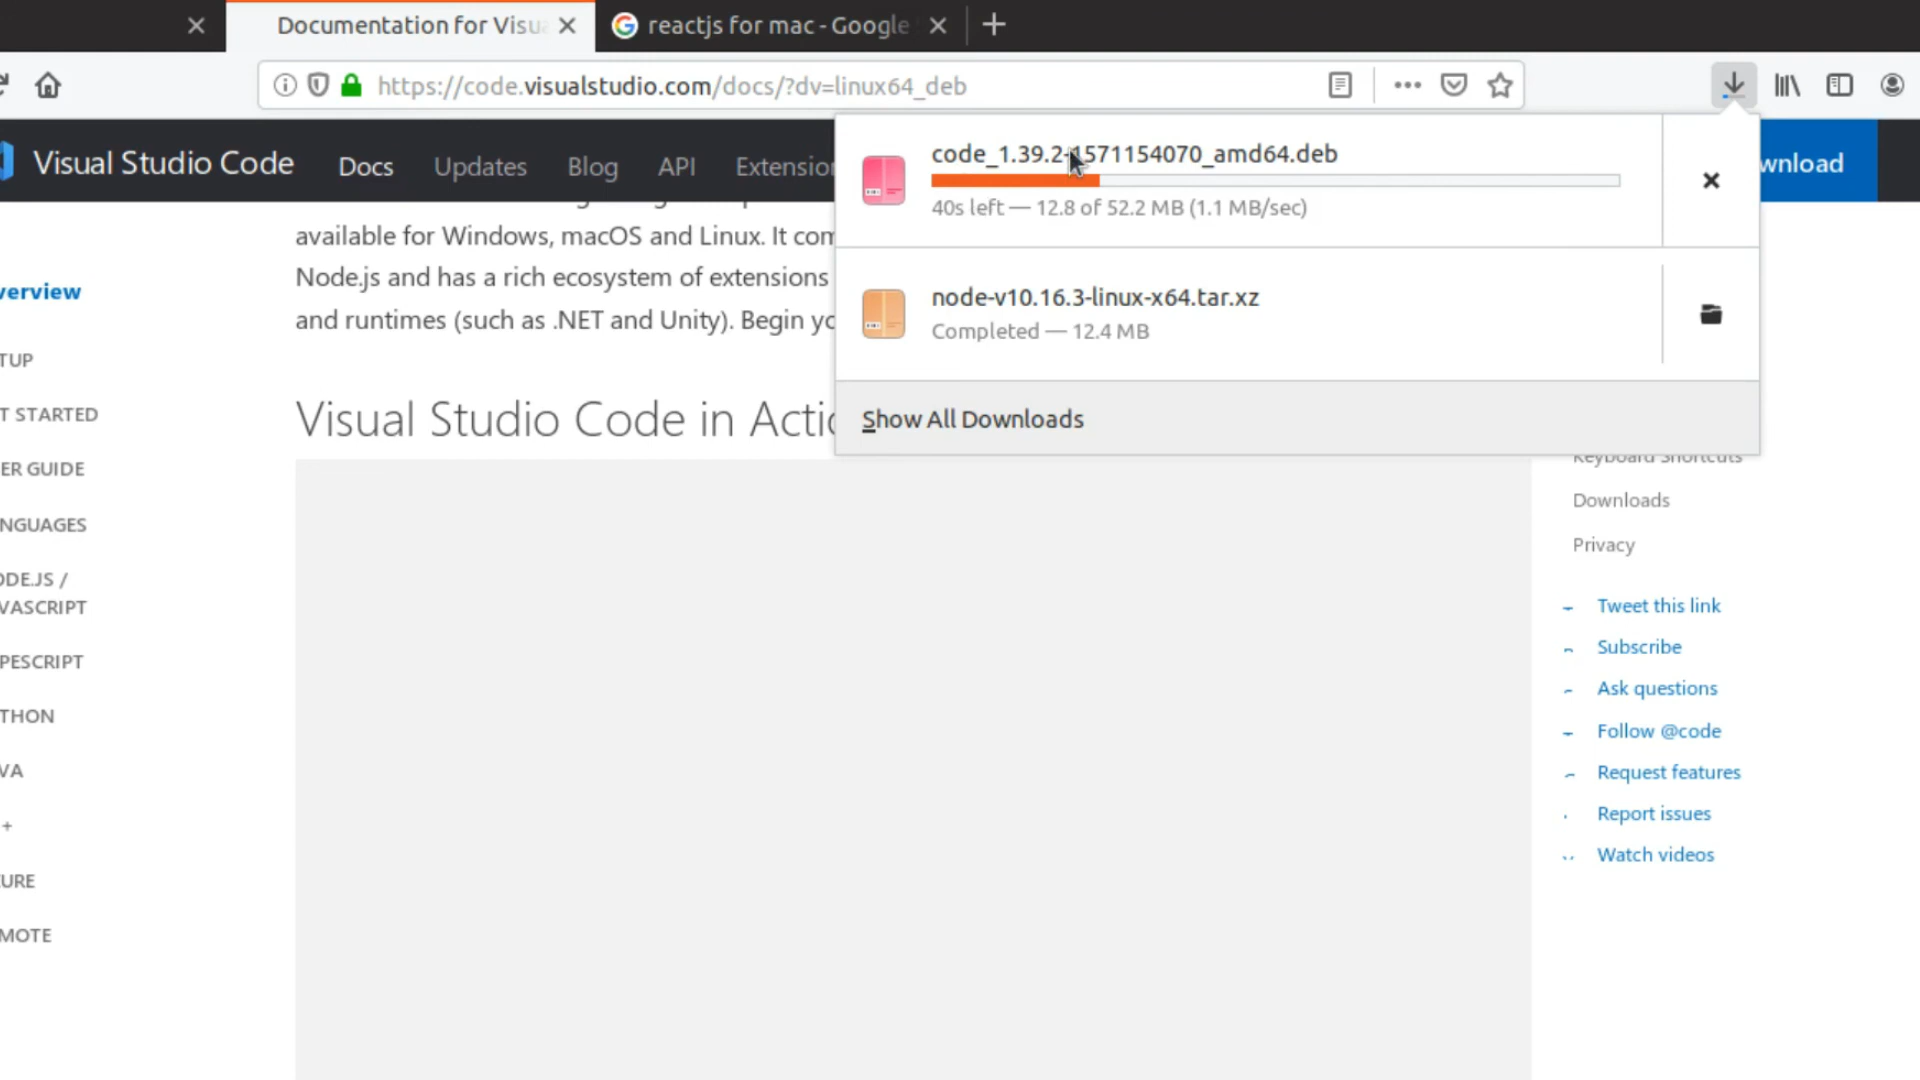 Documentation for Visu
reactjs for mac - Google
https://code.visualstudio.com/docs/?dv=linux64_deb
Visual Studio Code
Docs
Updates
Blog
API
Extension
wnload
code_1.39.2-1571154070_amd64.deb
40s left — 12.8 of 52.2 MB (1.1 MB/sec)
node-v10.16.3-linux-x64.tar.xz
Completed — 12.4 MB
Show All Downloads
available for Windows, macOS and Linux. It com
Node.js and has a rich ecosystem of extensions
and runtimes (such as .NET and Unity). Begin yo
Visual Studio Code in Actio
verview
TUP
T STARTED
ER GUIDE
NGUAGES
ODE.JS /
VASCRIPT
PESCRIPT
THON
VA
+
URE
MOTE
Keyboard Shortcuts
Downloads
Privacy
Tweet this link
Subscribe
Ask questions
Follow @code
Request features
Report issues
Watch videos